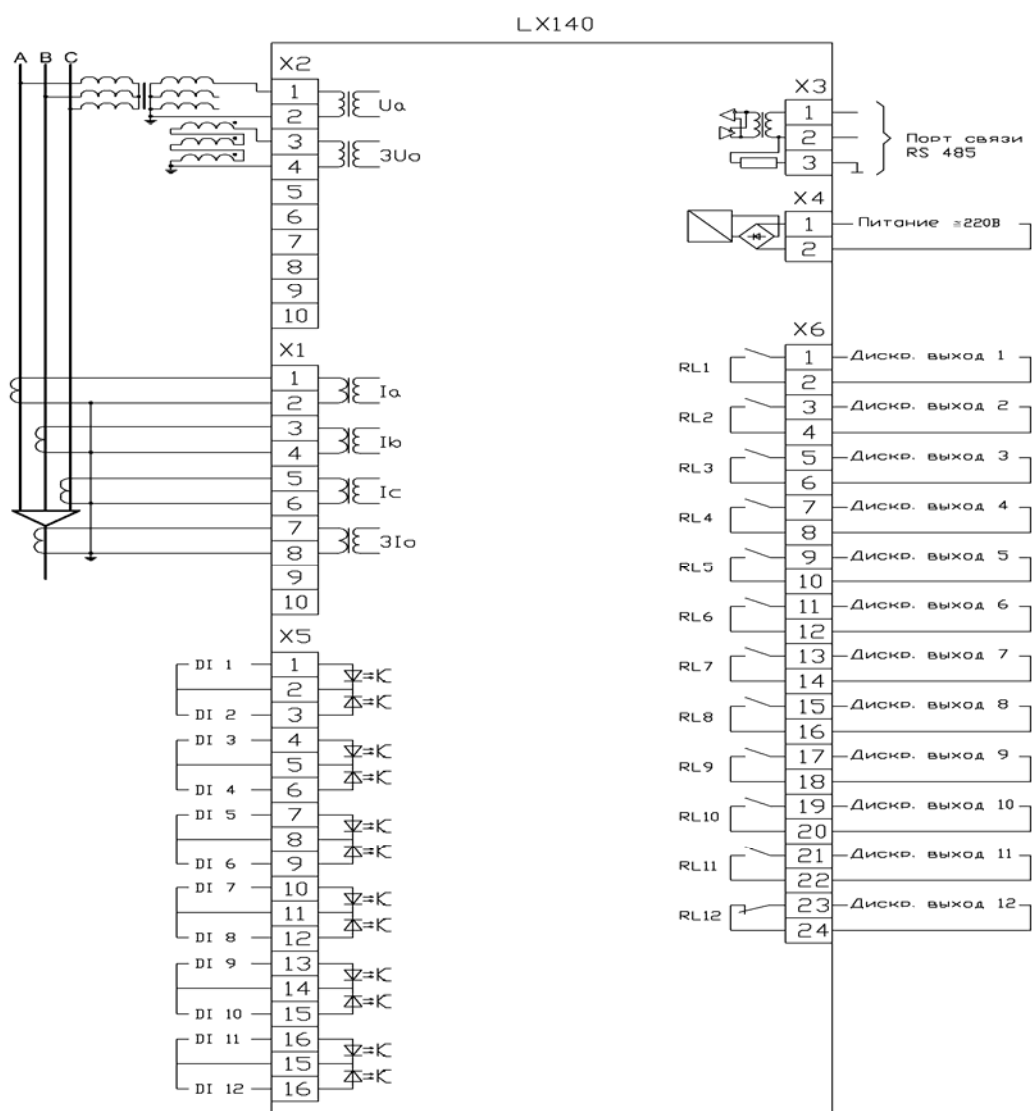 LX140
A B C
X2
1
2
3
4
5
6
7
8
9
10
Ua
3Uo
X1
1
2
3
4
5
6
7
8
9
10
Ia
Ib
Ic
3Io
X5
DI 1
1
2
DI 2
3
DI 3
4
5
DI 4
6
DI 5
7
8
DI 6
9
DI 7
10
11
DI 8
12
DI 9
13
14
DI 10
15
DI 11
16
15
DI 12
16
X3
1
2
3
Порт связи
RS 485
X4
1
2
Питание ≅220В
X6
RL1
1
Дискр. выход 1
2
RL2
3
Дискр. выход 2
4
RL3
5
Дискр. выход 3
6
RL4
7
Дискр. выход 4
8
RL5
9
Дискр. выход 5
10
RL6
11
Дискр. выход 6
12
RL7
13
Дискр. выход 7
14
RL8
15
Дискр. выход 8
16
RL9
17
Дискр. выход 9
18
RL10
19
Дискр. выход 10
20
RL11
21
Дискр. выход 11
22
RL12
23
Дискр. выход 12
24